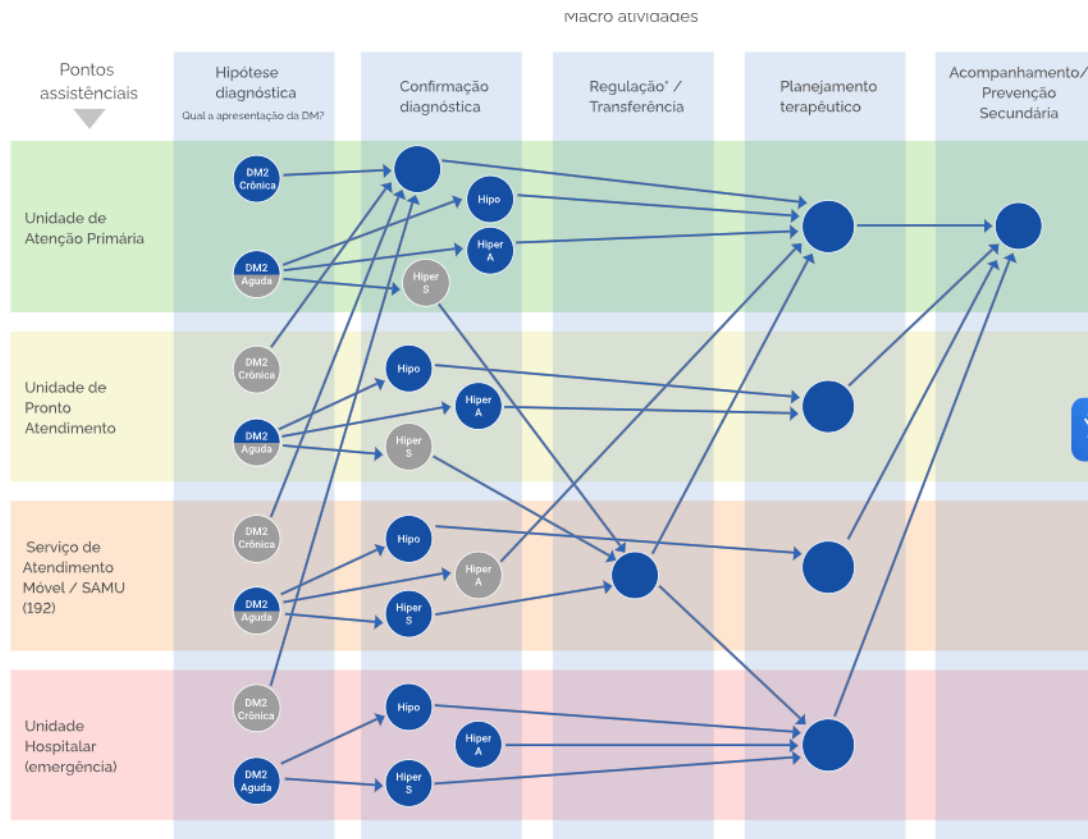 Macro atividades
Pontos
assistênciais
Hipótese
diagnóstica
Qual a apresentação da DM?
Confirmação
diagnóstica
Regulação* /
Transferência
Planejamento
terapêutico
Acompanhamento/
Prevenção
Secundária
Unidade de
Atenção Primária
DM2
Crônica
DM2
Aguda
Hipo
Hiper
A
Hiper
S
Unidade de
Pronto
Atendimento
DM2
Crônica
DM2
Aguda
Hipo
Hiper
A
Hiper
S
Serviço de
Atendimento
Móvel / SAMU
(192)
DM2
Crônica
DM2
Aguda
Hipo
Hiper
A
Hiper
S
Unidade
Hospitalar
(emergência)
DM2
Crônica
DM2
Aguda
Hipo
Hiper
A
Hiper
S